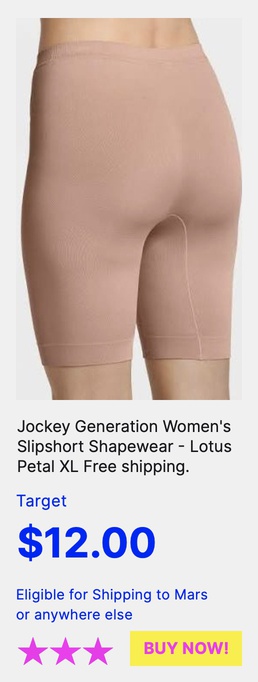 Jockey Generation Women's
Slipshort Shapewear - Lotus
Petal XL Free shipping.
Target
$12.00
Eligible for Shipping to Mars
or anywhere else
BUY NOW!